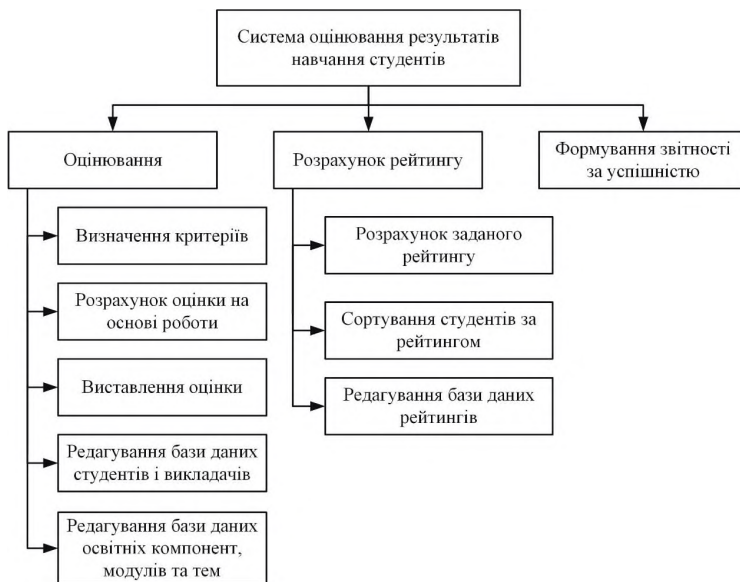 Система оцінювання результатів
навчання студентів
Оцінювання
Розрахунок рейтингу
Формування звітності
за успішністю
Визначення критеріїв
Розрахунок оцінки на
основі роботи
Виставлення оцінки
Редагування бази даних
студентів і викладачів
Редагування бази даних
освітніх компонент,
модулів та тем
Розрахунок заданого
рейтингу
Сортування студентів за
рейтингом
Редагування бази даних
рейтингів